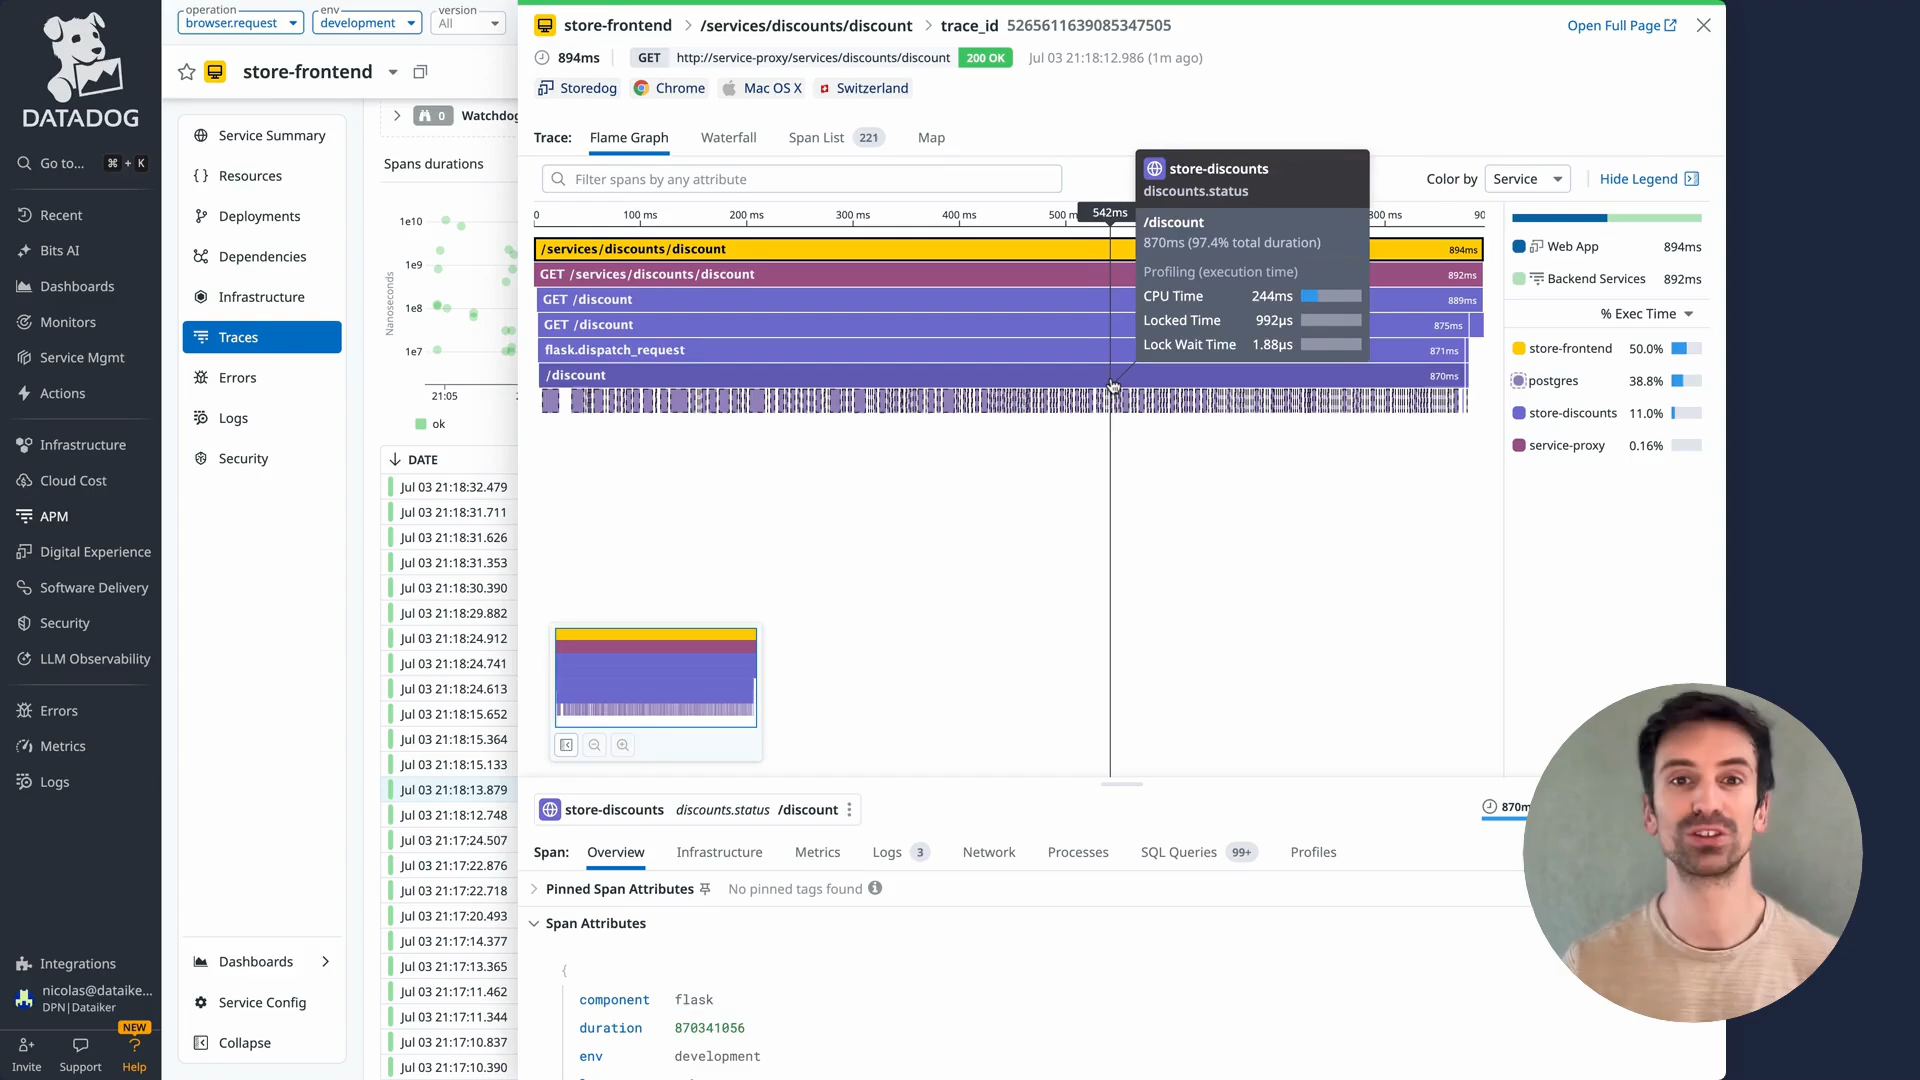 DATADOG
Go to... ⌘ + K
Recent
Bits AI
Dashboards
Monitors
Service Mgmt
Actions
Infrastructure
Cloud Cost
APM
Digital Experience
Software Delivery
Security
LLM Observability
Errors
Metrics
Logs
Integrations
nicolas@dataike...
DPN|Dataiker
NEW
Invite
Support
Help
operation
browser.request
env
development
version
All
store-frontend
Service Summary
Resources
Deployments
Dependencies
Infrastructure
Traces
Errors
Logs
Security
Dashboards
Service Config
Collapse
0 Watchdog
Spans durations
Nanoseconds
1e10
1e9
1e8
1e7
21:05
ok
DATE
Jul 03 21:18:32.479
Jul 03 21:18:31.711
Jul 03 21:18:31.626
Jul 03 21:18:31.353
Jul 03 21:18:30.390
Jul 03 21:18:29.882
Jul 03 21:18:24.912
Jul 03 21:18:24.741
Jul 03 21:18:24.613
Jul 03 21:18:15.652
Jul 03 21:18:15.364
Jul 03 21:18:15.133
Jul 03 21:18:13.879
Jul 03 21:18:12.748
Jul 03 21:17:24.507
Jul 03 21:17:22.876
Jul 03 21:17:22.718
Jul 03 21:17:20.493
Jul 03 21:17:14.377
Jul 03 21:17:13.365
Jul 03 21:17:11.462
Jul 03 21:17:11.344
Jul 03 21:17:10.837
Jul 03 21:17:10.390
store-frontend /services/discounts/discount trace_id 5265611639085347505
Open Full Page
894ms GET http://service-proxy/services/discounts/discount 200 OK Jul 03 21:18:12.986 (1m ago)
Storedog Chrome Mac OS X Switzerland
Trace: Flame Graph Waterfall Span List 221 Map
Filter spans by any attribute
Color by Service Hide Legend
0 100 ms 200 ms 300 ms 400 ms 500 m 542ms 800 ms 90
/services/discounts/discount 894ms
GET /services/discounts/discount 892ms
GET /discount 889ms
GET /discount 875ms
flask.dispatch_request 871ms
/discount 870ms
store-discounts
discounts.status
/discount
870ms (97.4% total duration)
Profiling (execution time)
CPU Time 244ms
Locked Time 992µs
Lock Wait Time 1.88µs
Web App 894ms
Backend Services 892ms
% Exec Time
store-frontend 50.0%
postgres 38.8%
store-discounts 11.0%
service-proxy 0.16%
store-discounts discounts.status /discount
870m
Span: Overview Infrastructure Metrics Logs 3 Network Processes SQL Queries 99+ Profiles
Pinned Span Attributes No pinned tags found
Span Attributes
{
component flask
duration 870341056
env development